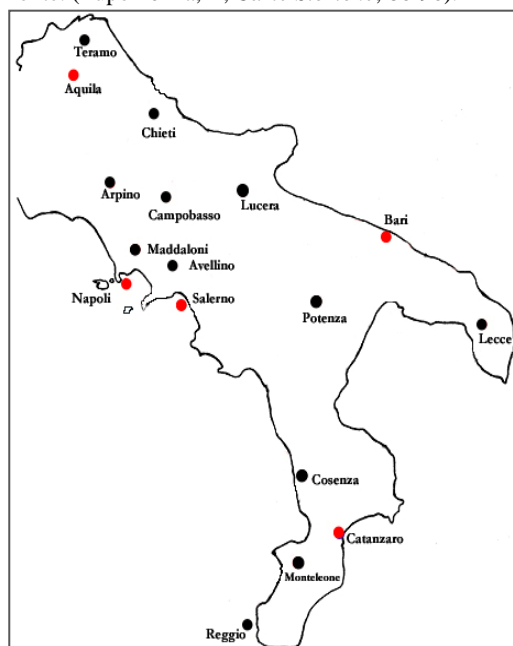 Teramo
Aquila
Chieti
Arpino
Campobasso
Lucera
Bari
Maddaloni
Avellino
Napoli
Salerno
Potenza
Lecce
Cosenza
Catanzaro
Monteleone
Reggio